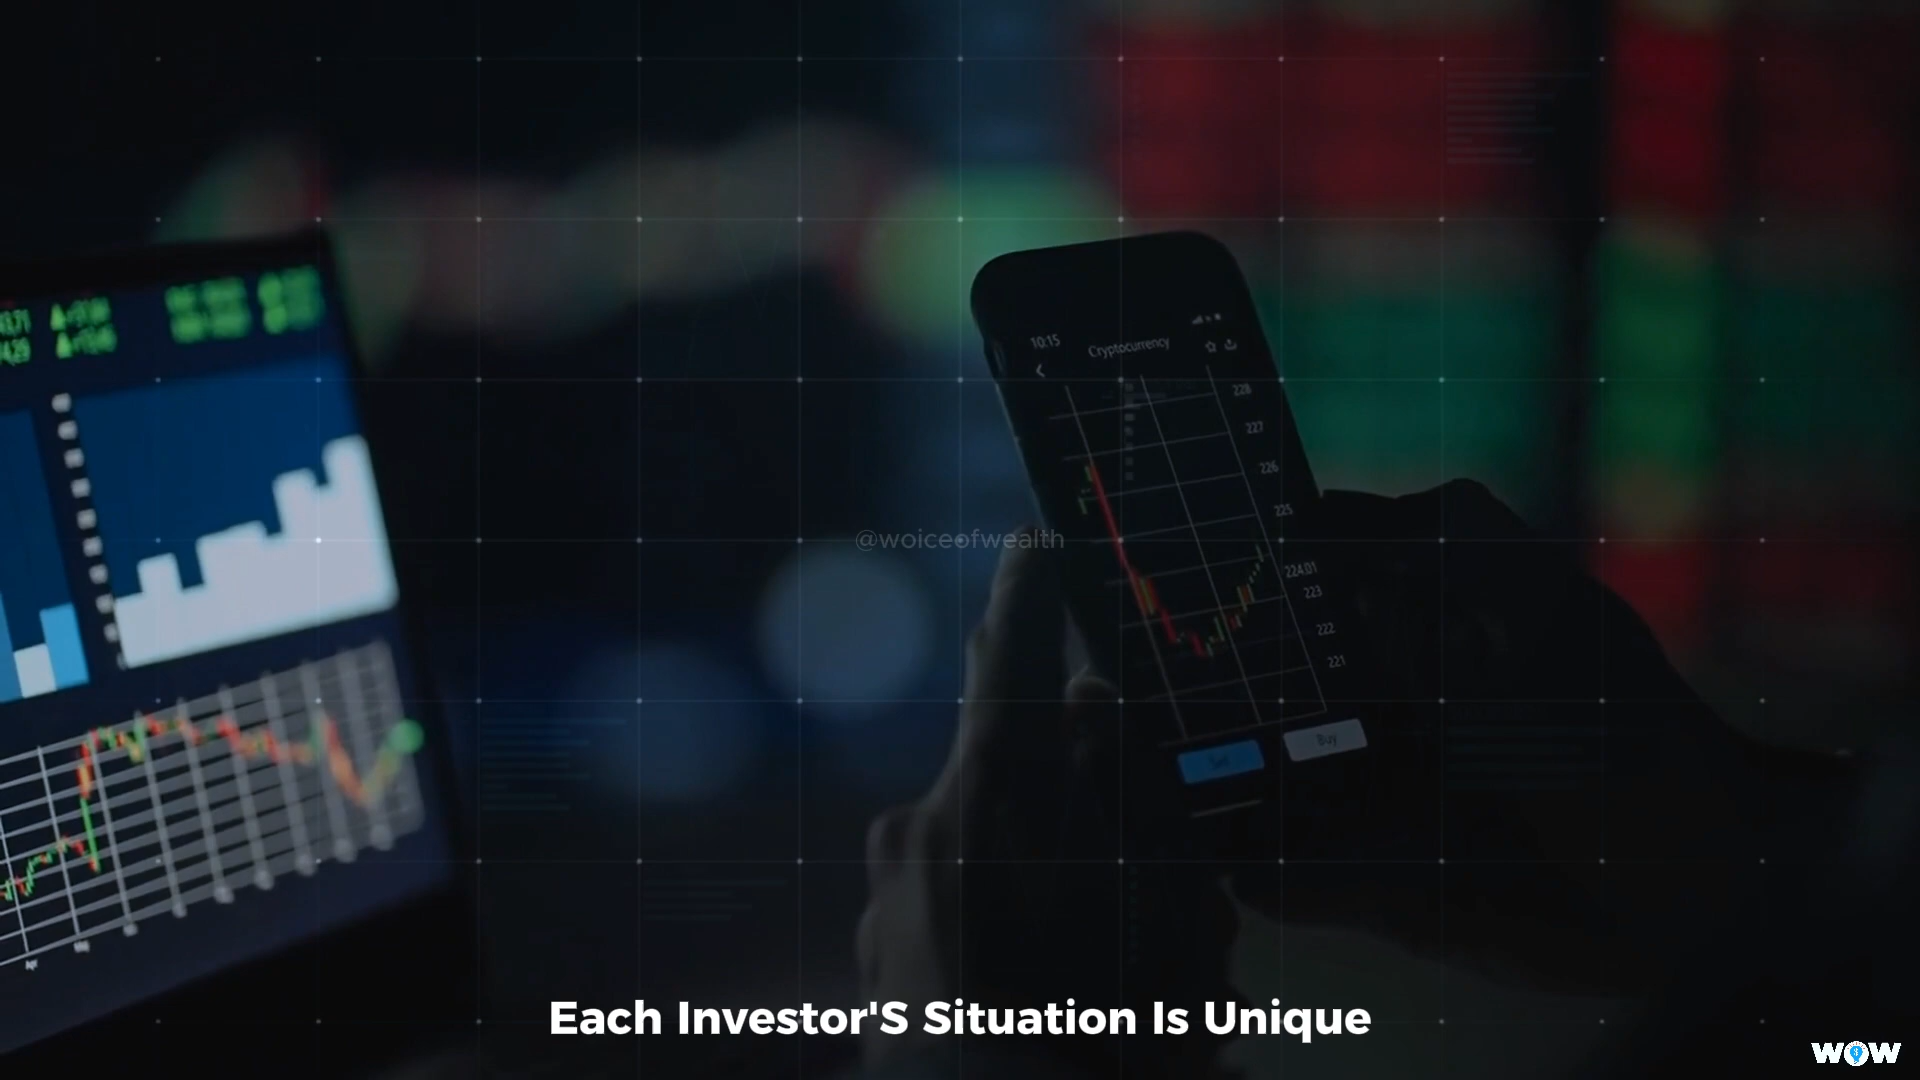 10:15
Cryptocurrency
228
227
226
225
224.01
223
222
221
Sell
Buy
@woiceofwealth
Each Investor'S Situation Is Unique
WOW